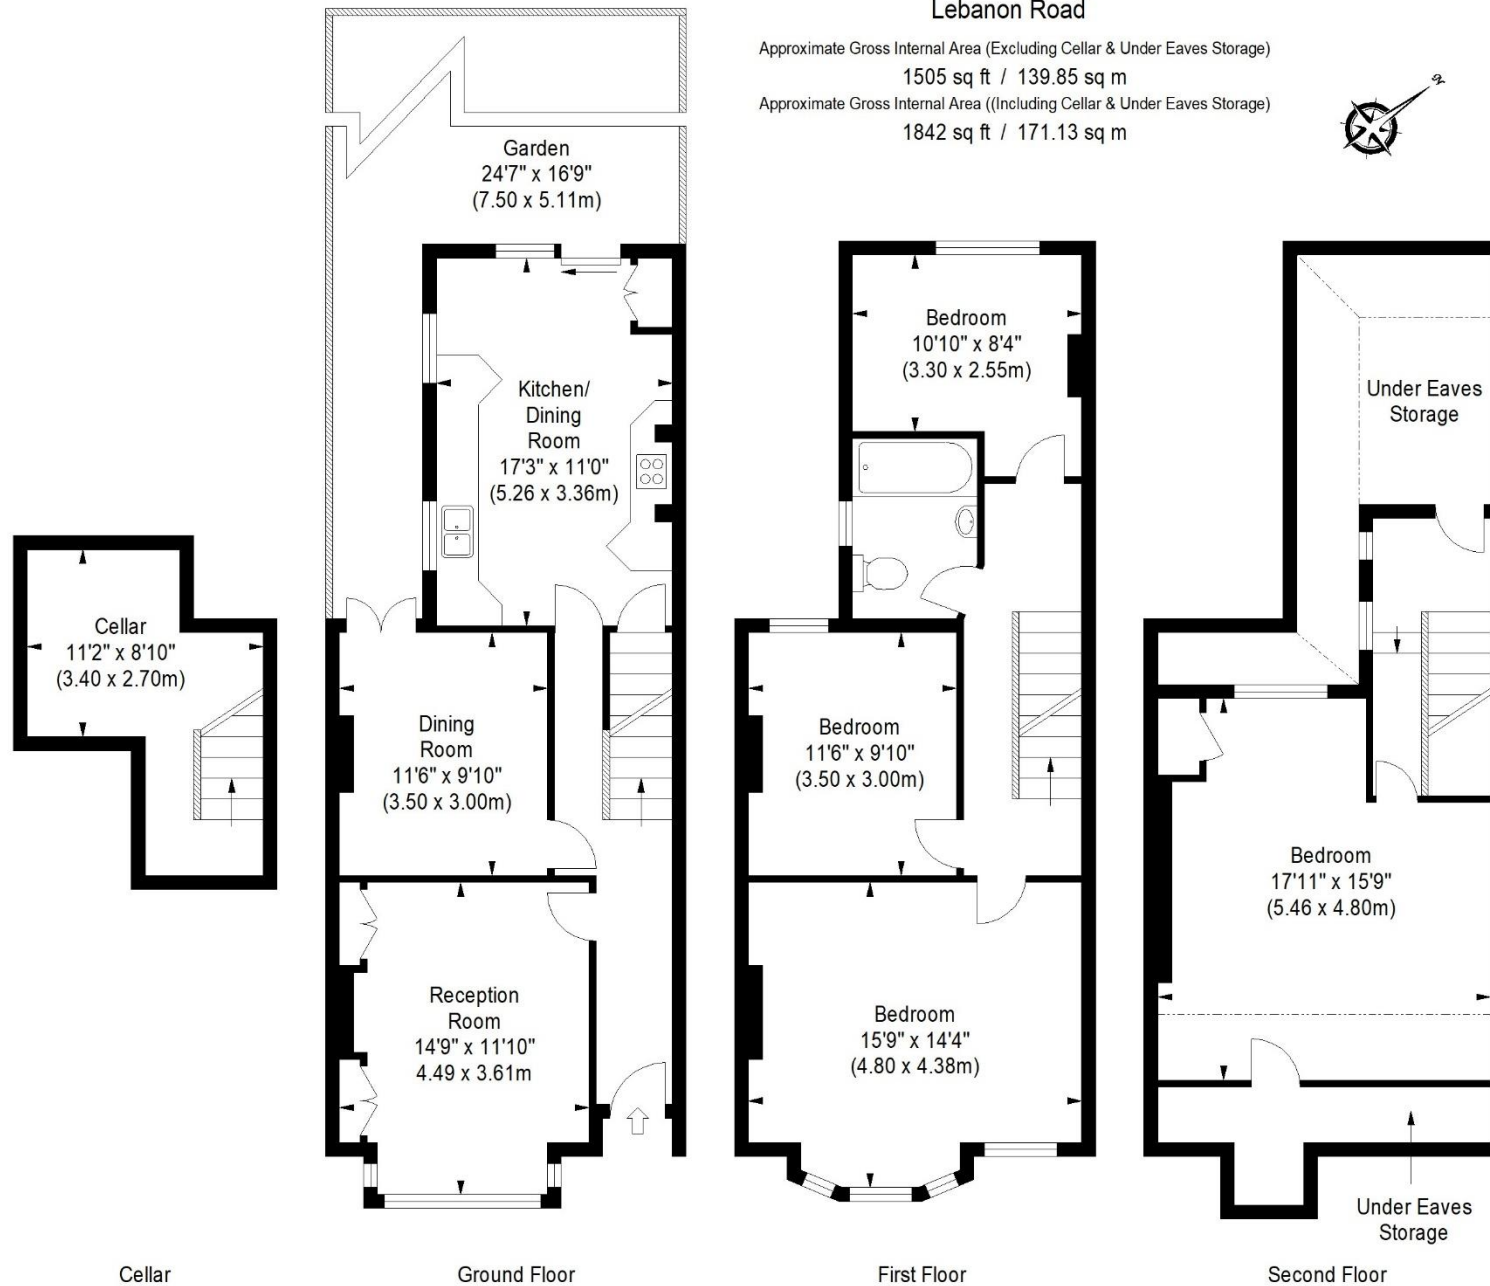 Lebanon Road
Approximate Gross Internal Area (Excluding Cellar & Under Eaves Storage)
1505 sq ft / 139.85 sq m
Approximate Gross Internal Area ((Including Cellar & Under Eaves Storage)
1842 sq ft / 171.13 sq m
N
Garden
24'7" x 16'9"
(7.50 x 5.11m)
Kitchen/
Dining
Room
17'3" x 11'0"
(5.26 x 3.36m)
Cellar
11'2" x 8'10"
(3.40 x 2.70m)
Dining
Room
11'6" x 9'10"
(3.50 x 3.00m)
Reception
Room
14'9" x 11'10"
4.49 x 3.61m
Bedroom
10'10" x 8'4"
(3.30 x 2.55m)
Bedroom
11'6" x 9'10"
(3.50 x 3.00m)
Bedroom
15'9" x 14'4"
(4.80 x 4.38m)
Under Eaves
Storage
Bedroom
17'11" x 15'9"
(5.46 x 4.80m)
Under Eaves
Storage
Cellar
Ground Floor
First Floor
Second Floor